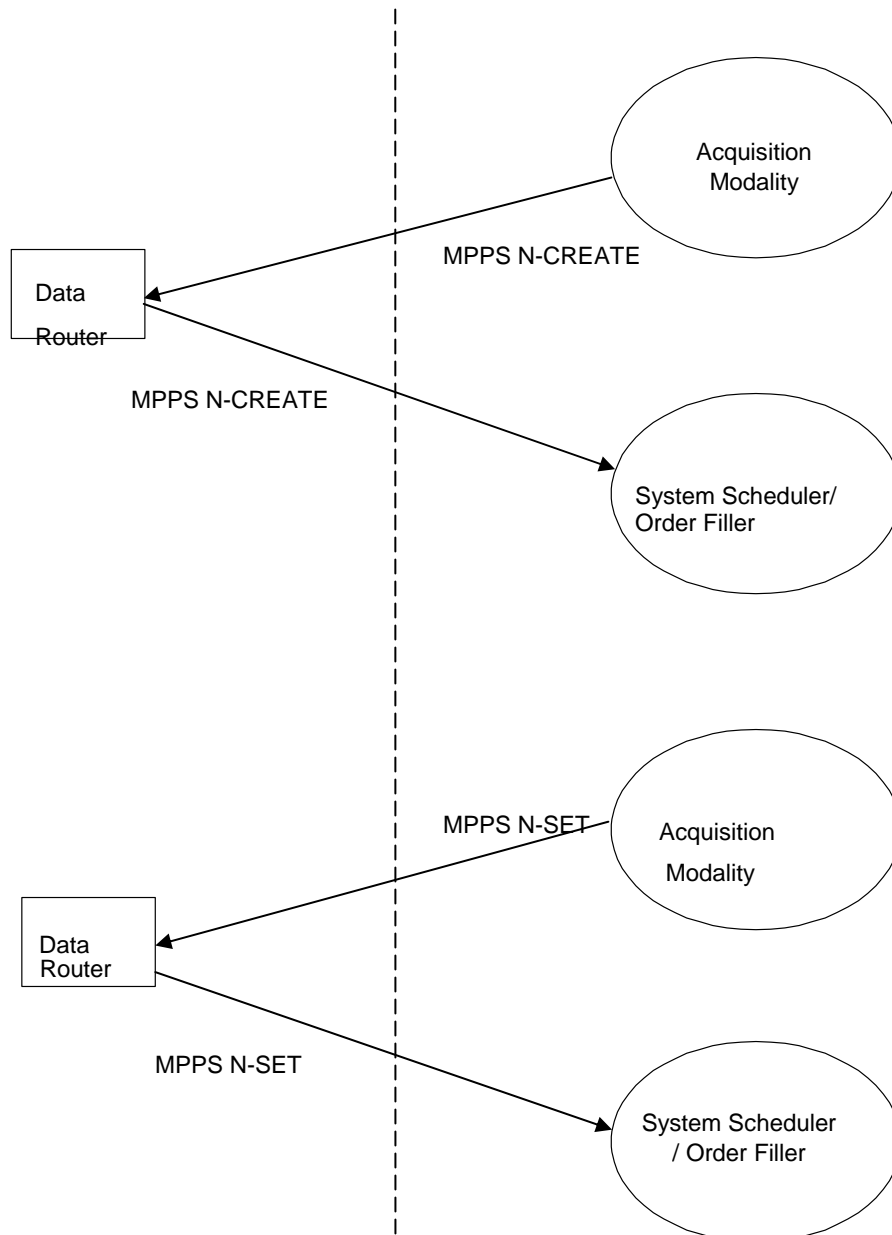 Acquisition
Modality
MPPS N-CREATE
Data
Router
MPPS N-CREATE
System Scheduler/
Order Filler
MPPS N-SET
Acquisition
Modality
Data
Router
MPPS N-SET
System Scheduler
/ Order Filler